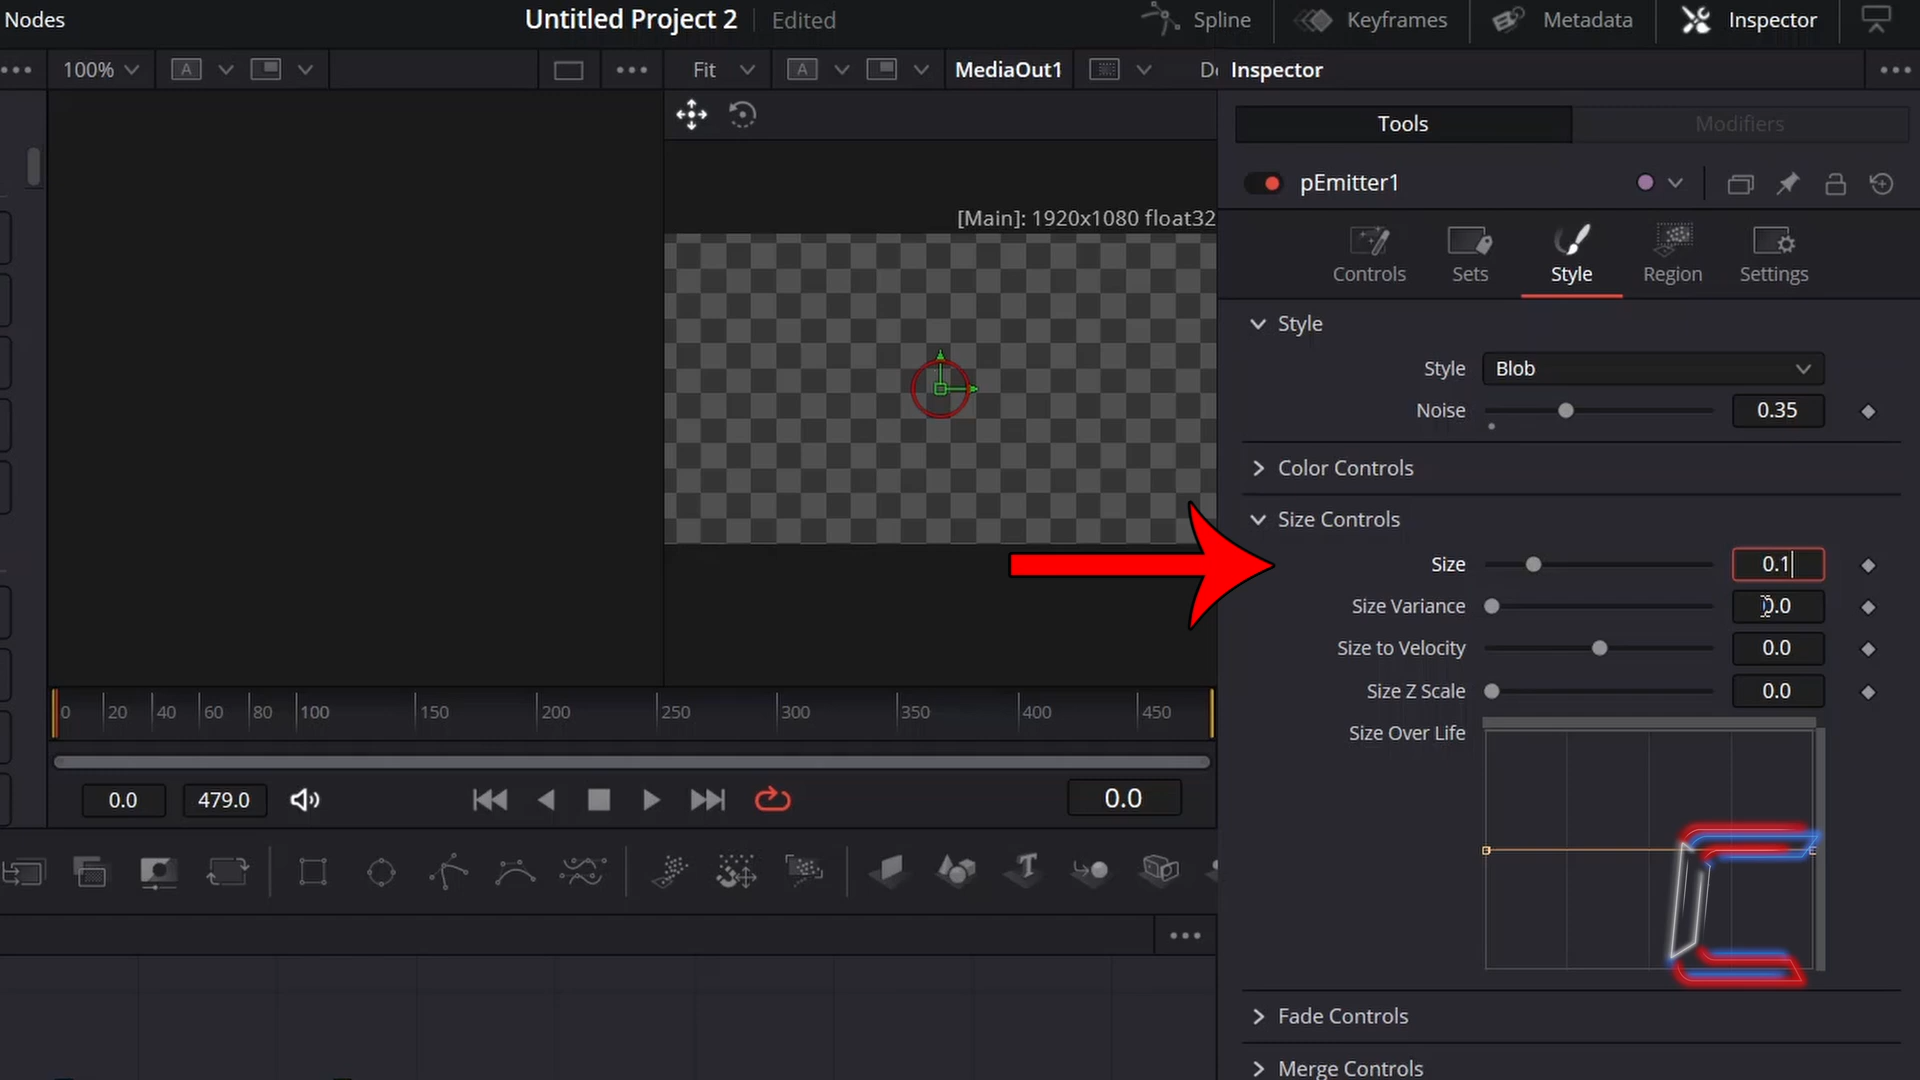 Nodes
Untitled Project 2
Edited
Spline
Keyframes
Metadata
Inspector
100%
A
Fit
A
MediaOut1
Inspector
Tools
Modifiers
pEmitter1
[Main]: 1920x1080 float32
Controls
Sets
Style
Region
Settings
Style
Style
Blob
Noise
0.35
Color Controls
Size Controls
Size
0.1
Size Variance
0.0
Size to Velocity
0.0
Size Z Scale
0.0
Size Over Life
0
20
40
60
80
100
150
200
250
300
350
400
450
0.0
479.0
0.0
T
Fade Controls
Merge Controls